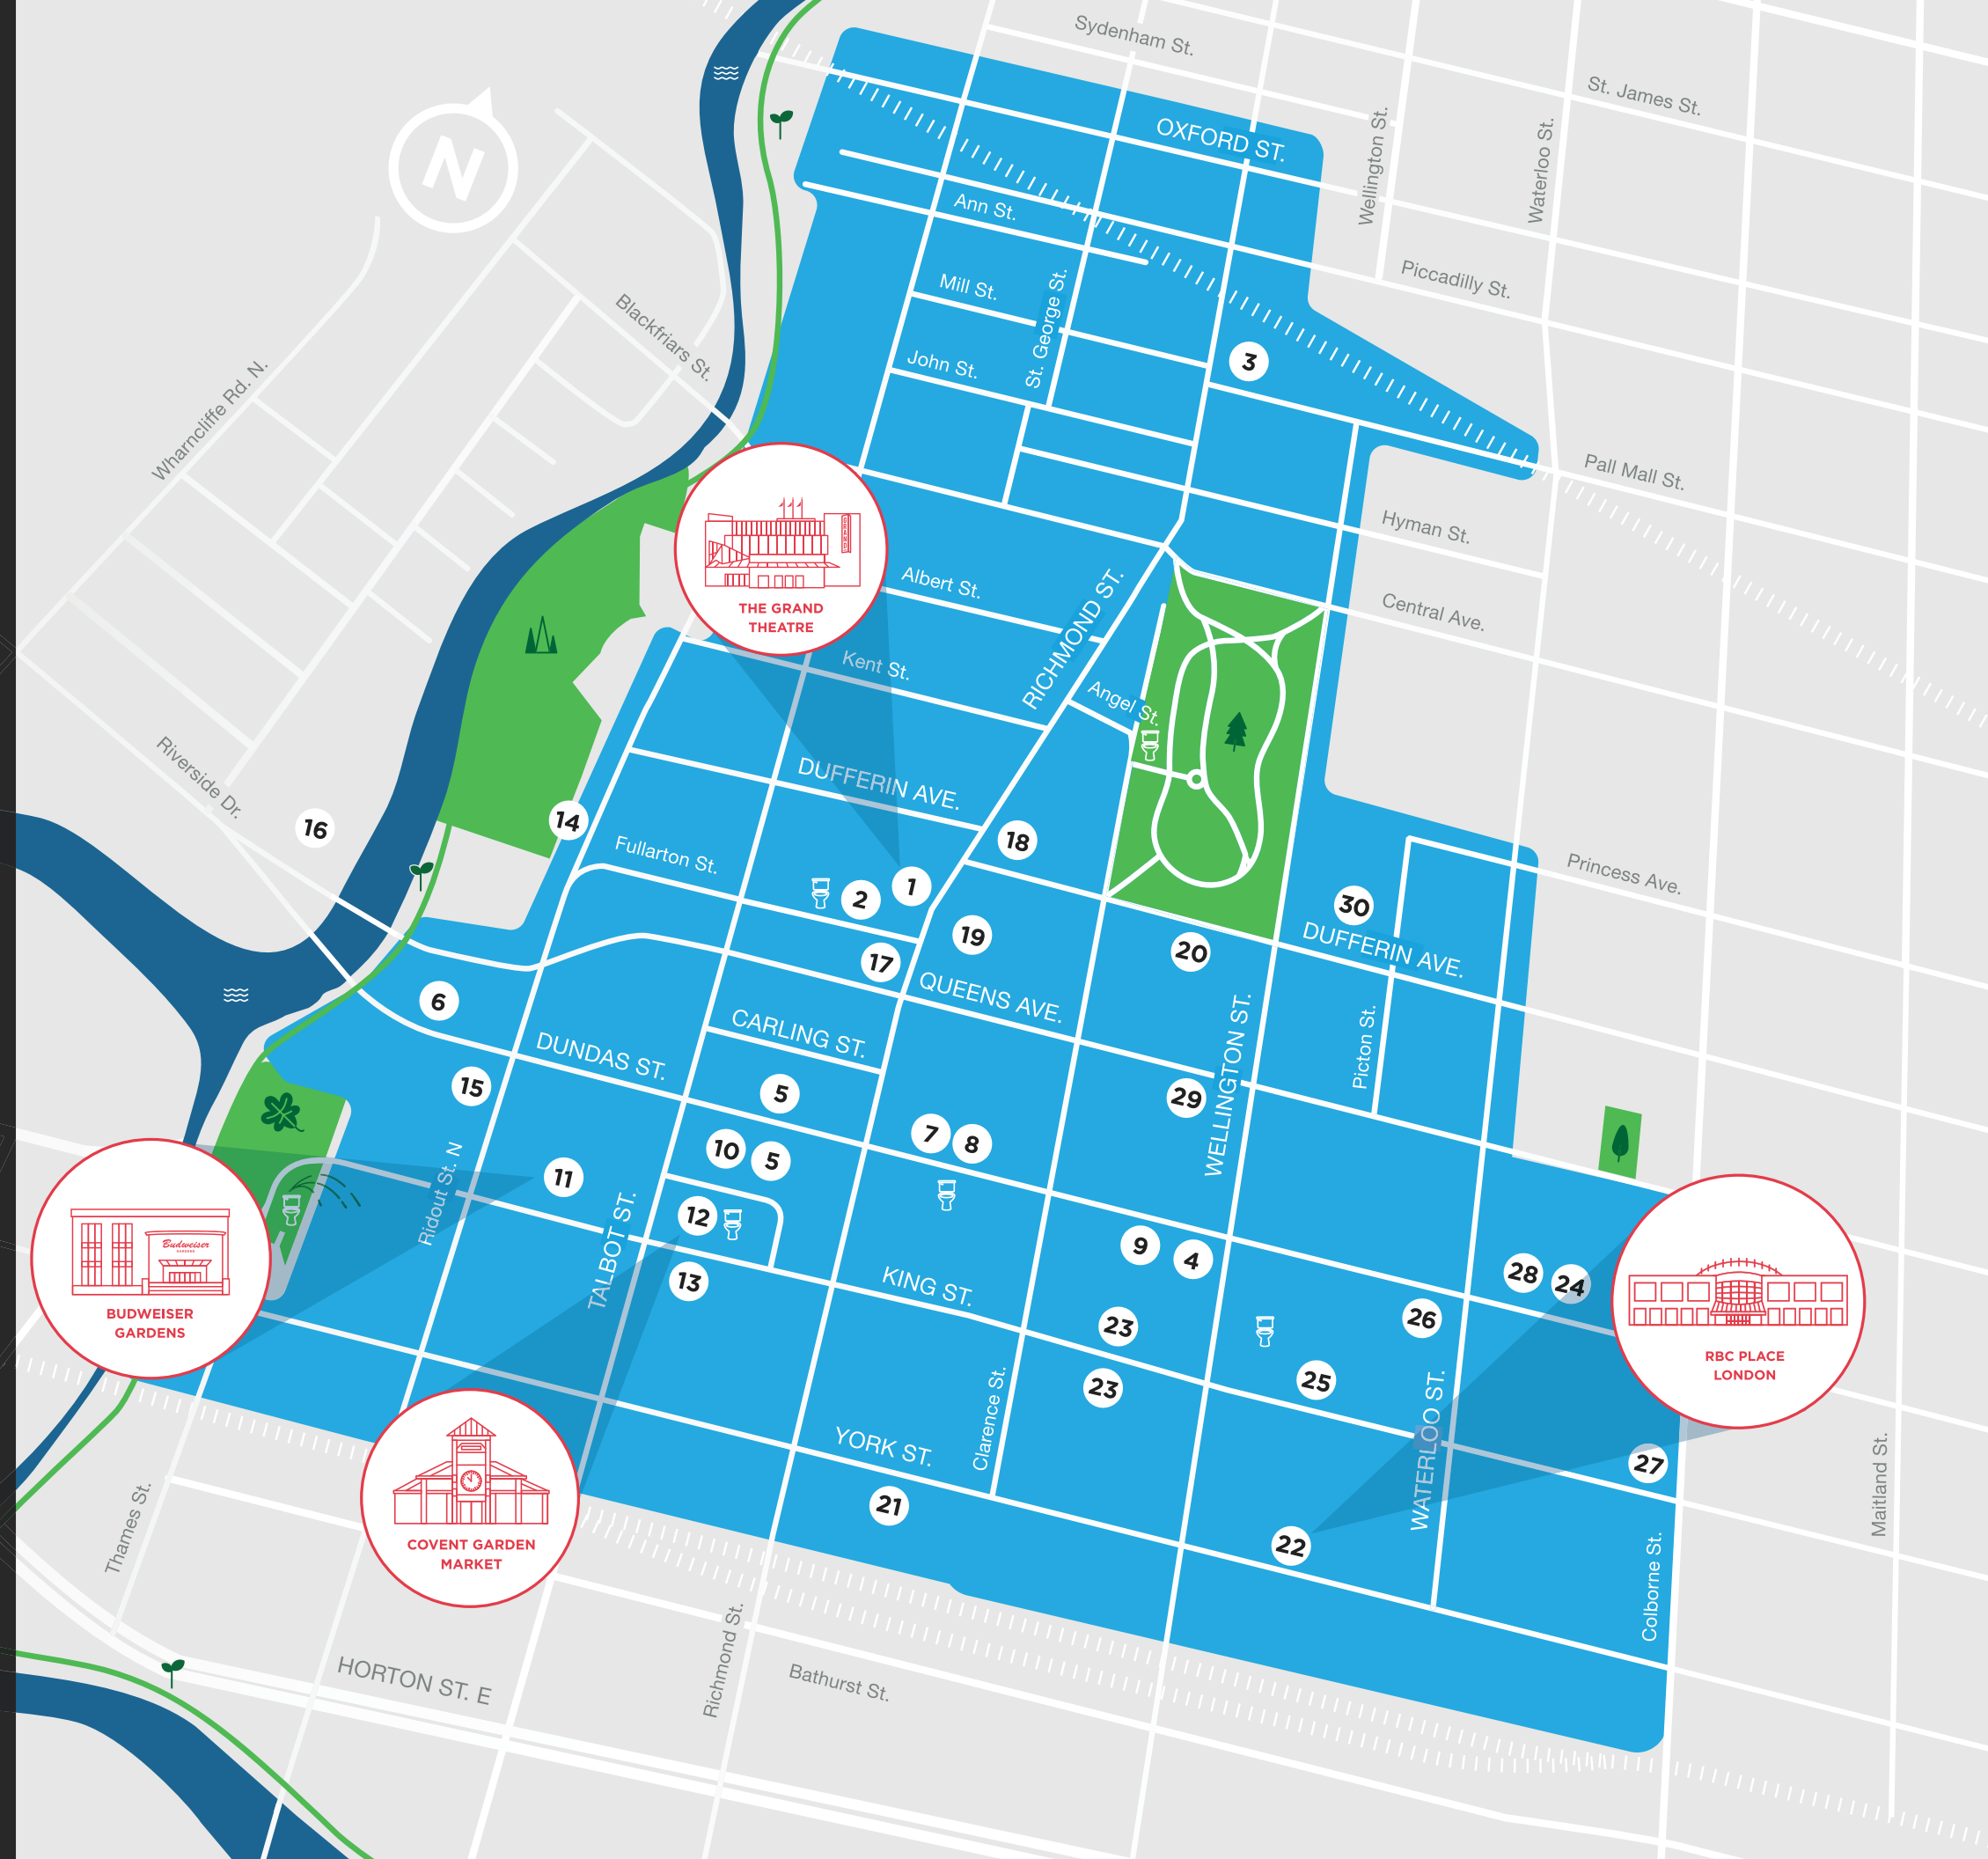 Sydenham St.
St. James St.
OXFORD ST.
Wellington St.
Waterloo St.
N
Ann St.
Piccadilly St.
Mill St.
St. George St.
Blackfriars St.
John St.
3
Wharncliffe Rd. N.
Pall Mall St.
Hyman St.
THE GRAND
THEATRE
Albert St.
Central Ave.
RICHMOND ST.
Kent St.
Angel St.
Riverside Dr.
DUFFERIN AVE.
16
14
18
Fullarton St.
Princess Ave.
1
2
30
19
DUFFERIN AVE.
17
20
QUEENS AVE.
6
CARLING ST.
DUNDAS ST.
Picton St.
WELLINGTON ST.
15
5
29
7
8
10
5
11
Ridout St. N
12
TALBOT ST.
9
4
13
KING ST.
28
24
Budweiser
GARDENS
BUDWEISER
GARDENS
23
26
RBC PLACE
LONDON
23
25
Clarence St.
YORK ST.
WATERLOO ST.
27
Maitland St.
21
22
COVENT GARDEN
MARKET
Thames St.
Colborne St.
Richmond St.
HORTON ST. E
Bathurst St.